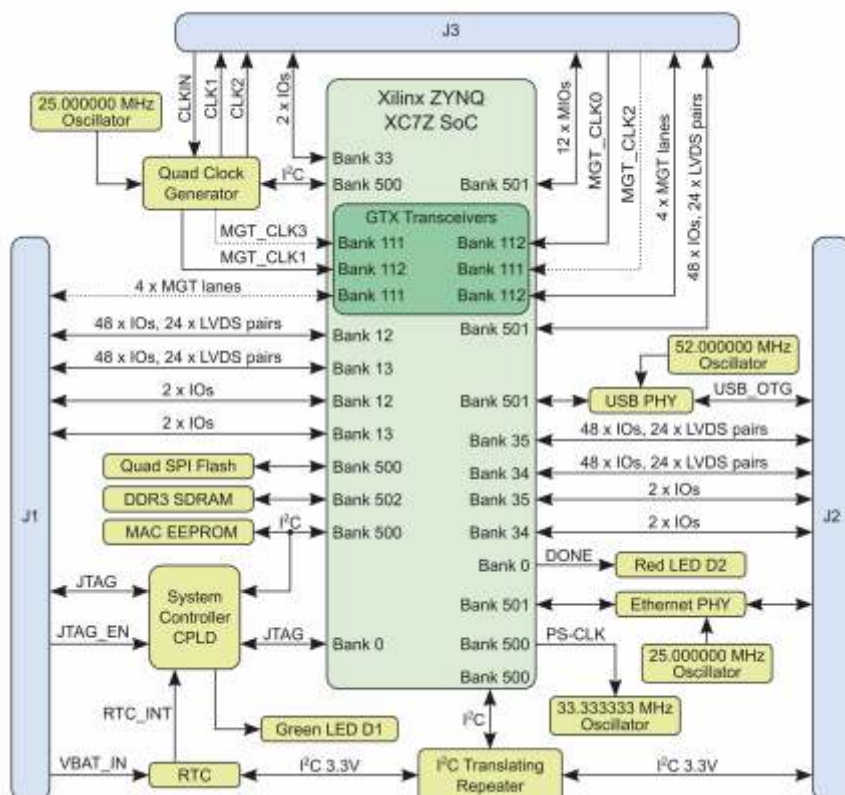 J3
25.000000 MHz
Oscillator
CLKIN
CLK1
CLK2
2 x IOs
Xilinx ZYNQ
XC7Z SoC
12 x MIOs
MGT_CLK0
MGT_CLK2
4 x MGT lanes
48 x IOs, 24 x LVDS pairs
Quad Clock
Generator
I²C
Bank 33
Bank 500
Bank 501
GTX Transceivers
MGT_CLK3
Bank 111
Bank 112
MGT_CLK1
Bank 112
Bank 111
4 x MGT lanes
Bank 111
Bank 112
48 x IOs, 24 x LVDS pairs
Bank 12
Bank 501
48 x IOs, 24 x LVDS pairs
Bank 13
52.000000 MHz
Oscillator
2 x IOs
Bank 12
Bank 501
USB PHY
USB_OTG
2 x IOs
Bank 13
Bank 35
48 x IOs, 24 x LVDS pairs
Quad SPI Flash
Bank 500
Bank 34
48 x IOs, 24 x LVDS pairs
DDR3 SDRAM
Bank 502
Bank 35
2 x IOs
J1
J2
MAC EEPROM
I²C
Bank 500
Bank 34
2 x IOs
Bank 0
DONE
Red LED D2
JTAG
System
Controller
CPLD
Bank 501
Ethernet PHY
JTAG_EN
JTAG
Bank 0
Bank 500
PS-CLK
25.000000 MHz
Oscillator
Bank 500
RTC_INT
Green LED D1
I²C
33.333333 MHz
Oscillator
VBAT_IN
RTC
I²C 3.3V
I²C Translating
Repeater
I²C 3.3V